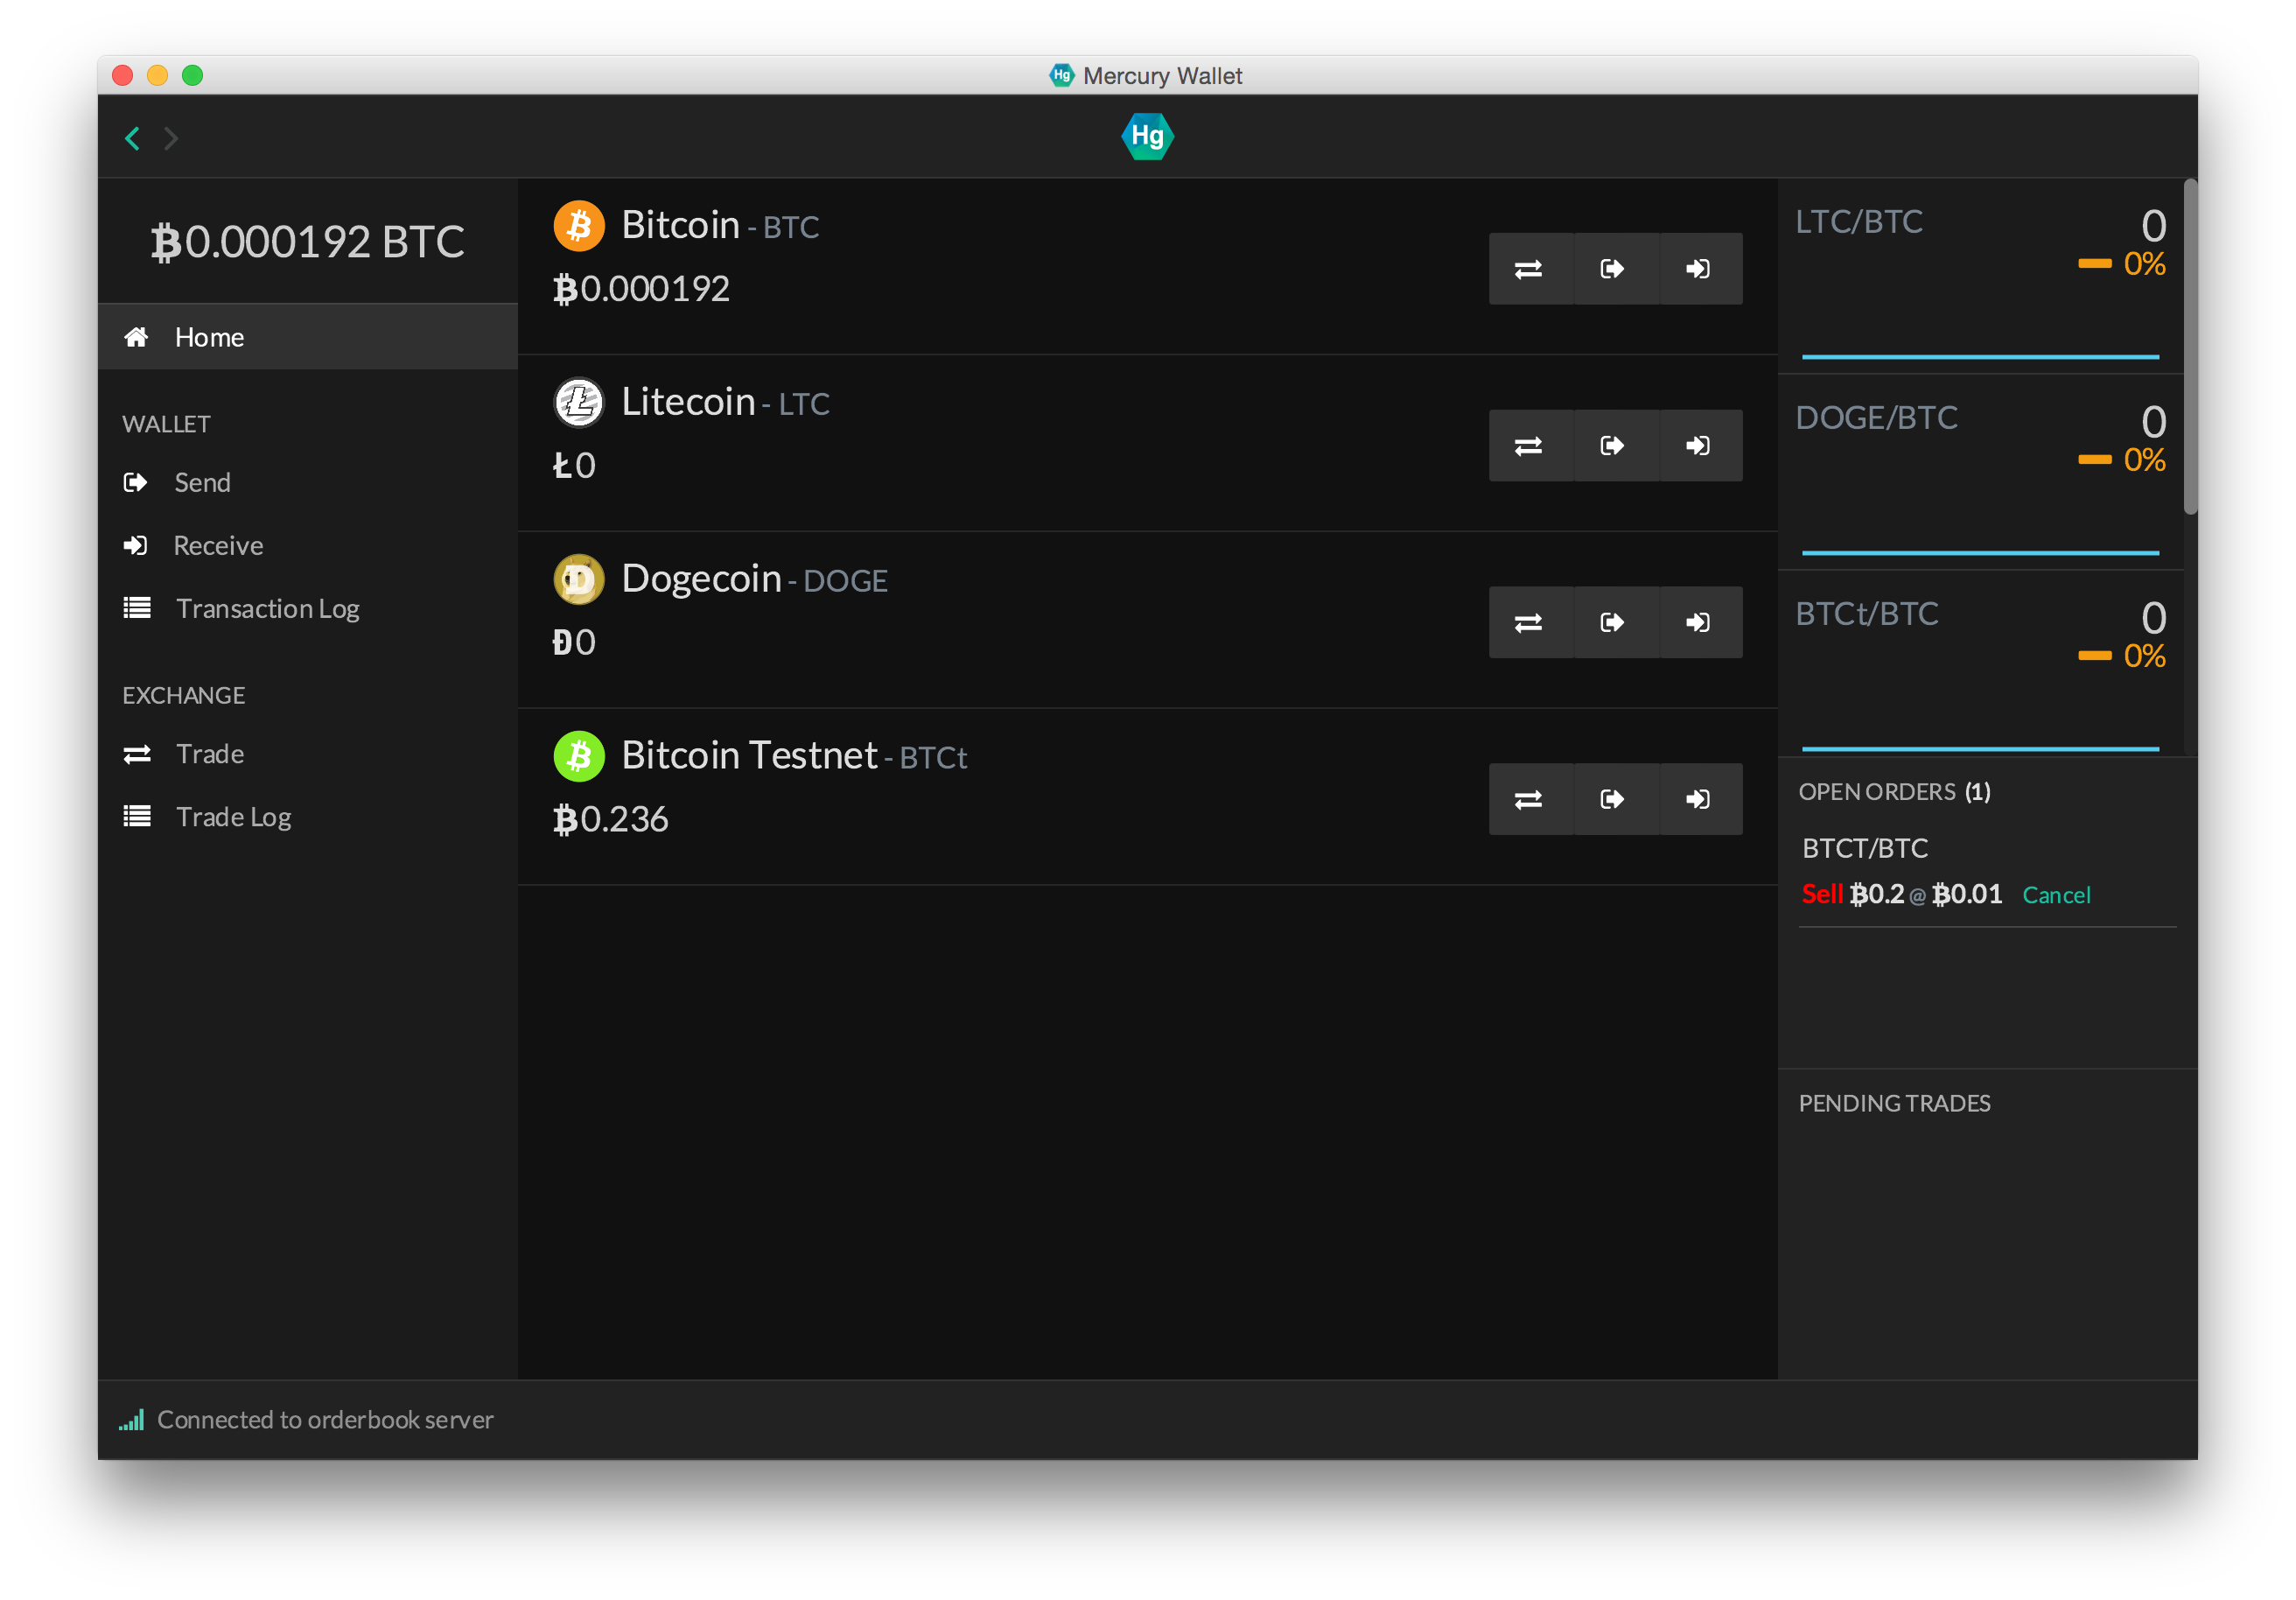 Hg Mercury Wallet
Hg
₿0.000192 BTC
Home
WALLET
Send
Receive
Transaction Log
EXCHANGE
Trade
Trade Log
Bitcoin - BTC
₿0.000192
Litecoin - LTC
Ł0
Dogecoin - DOGE
Ð0
Bitcoin Testnet - BTCt
₿0.236
LTC/BTC
0
0%
DOGE/BTC
0
0%
BTCt/BTC
0
0%
OPEN ORDERS (1)
BTCT/BTC
Sell ₿0.2 @ ₿0.01 Cancel
PENDING TRADES
Connected to orderbook server